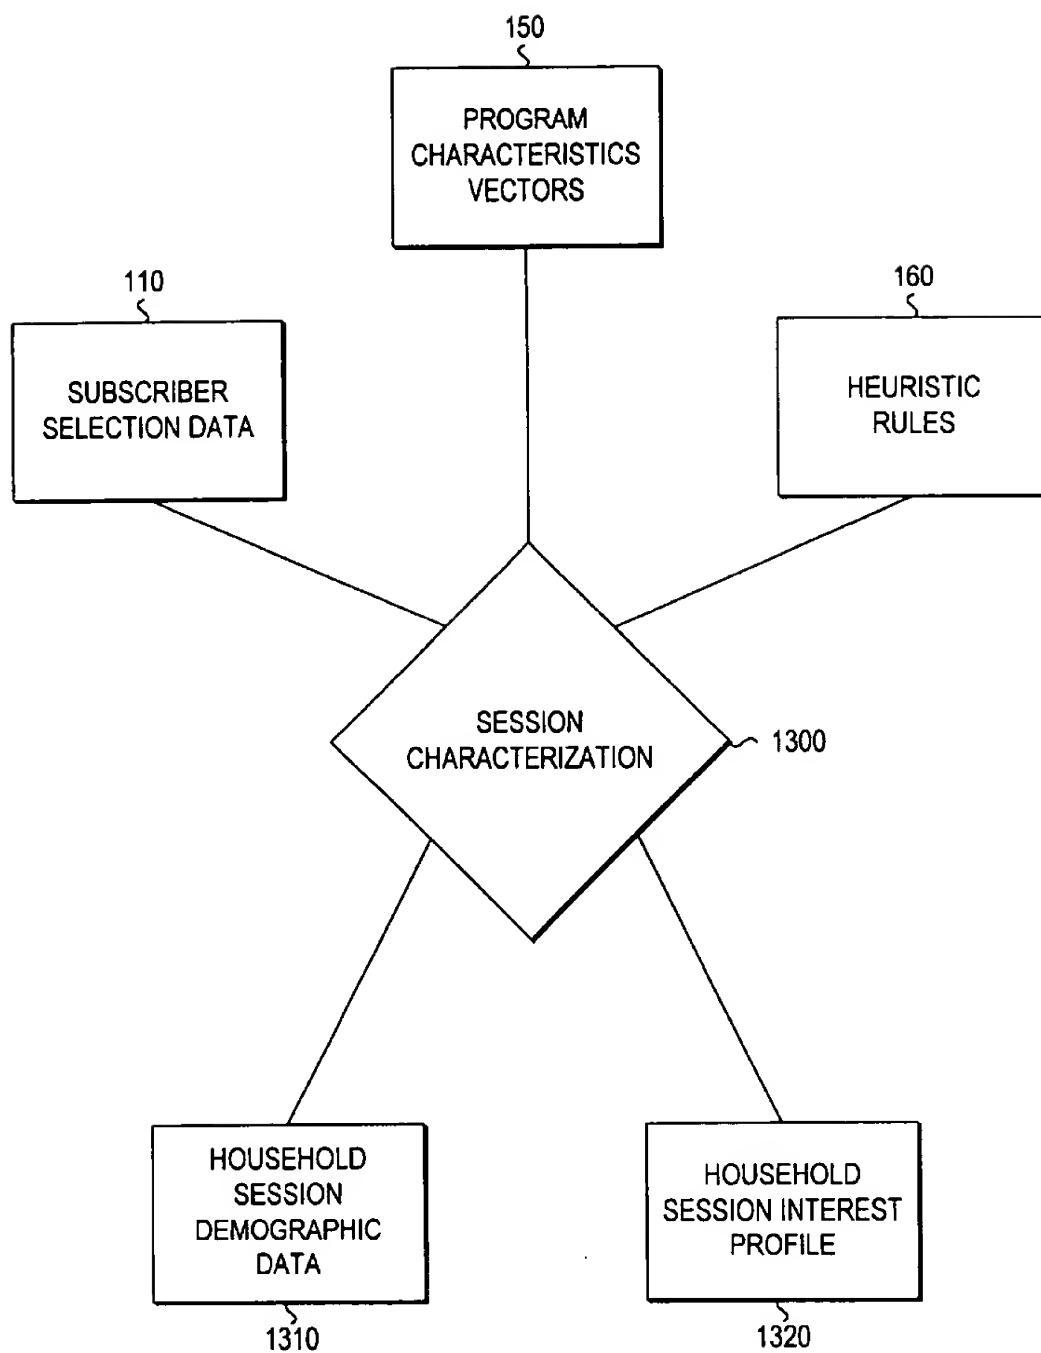 150
PROGRAM
CHARACTERISTICS
VECTORS
110
SUBSCRIBER
SELECTION DATA
160
HEURISTIC
RULES
SESSION
CHARACTERIZATION
1300
HOUSEHOLD
SESSION
DEMOGRAPHIC
DATA
1310
HOUSEHOLD
SESSION INTEREST
PROFILE
1320